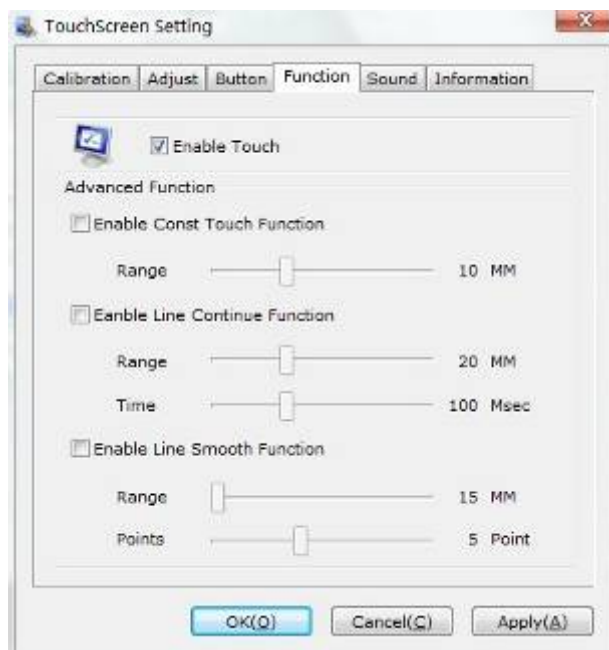 TouchScreen Setting
Calibration Adjust Button Function Sound Information
Enable Touch
Advanced Function
Enable Const Touch Function
Range 10 MM
Eanble Line Continue Function
Range 20 MM
Time 100 Msec
Enable Line Smooth Function
Range 15 MM
Points 5 Point
OK(O) Cancel(C) Apply(A)